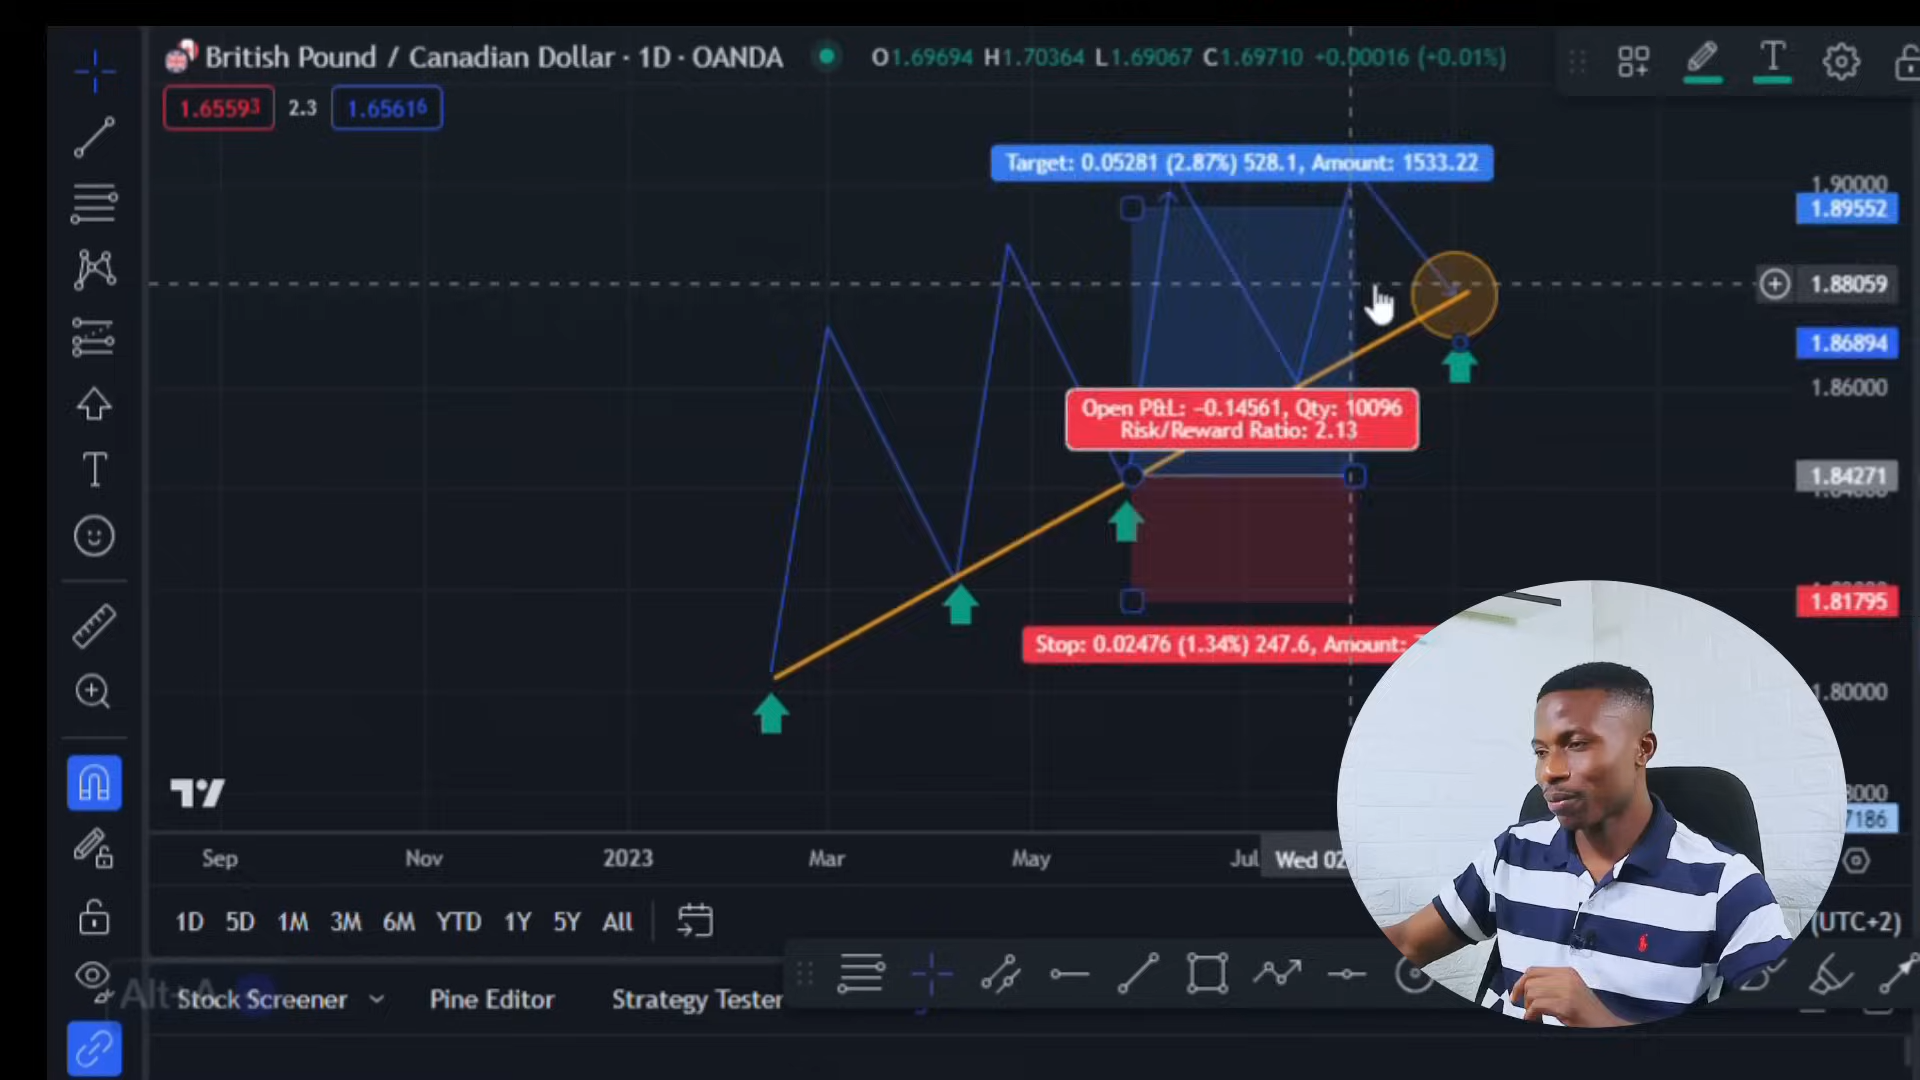 British Pound / Canadian Dollar · 1D · OANDA
O1.69694 H1.70364 L1.69067 C1.69710 +0.00016 (+0.01%)
1.65593 2.3 1.65616
Target: 0.05281 (2.87%) 528.1, Amount: 1533.22
1.90000
1.89552
1.88059
1.86894
1.86000
Open P&L: −0.14561, Qty: 10096
Risk/Reward Ratio: 2.13
1.84271
1.81795
Stop: 0.02476 (1.34%) 247.6, Amount:
1.80000
Sep Nov 2023 Mar May Jul Wed 02
1D 5D 1M 3M 6M YTD 1Y 5Y All
(UTC+2)
Stock Screener Pine Editor Strategy Tester